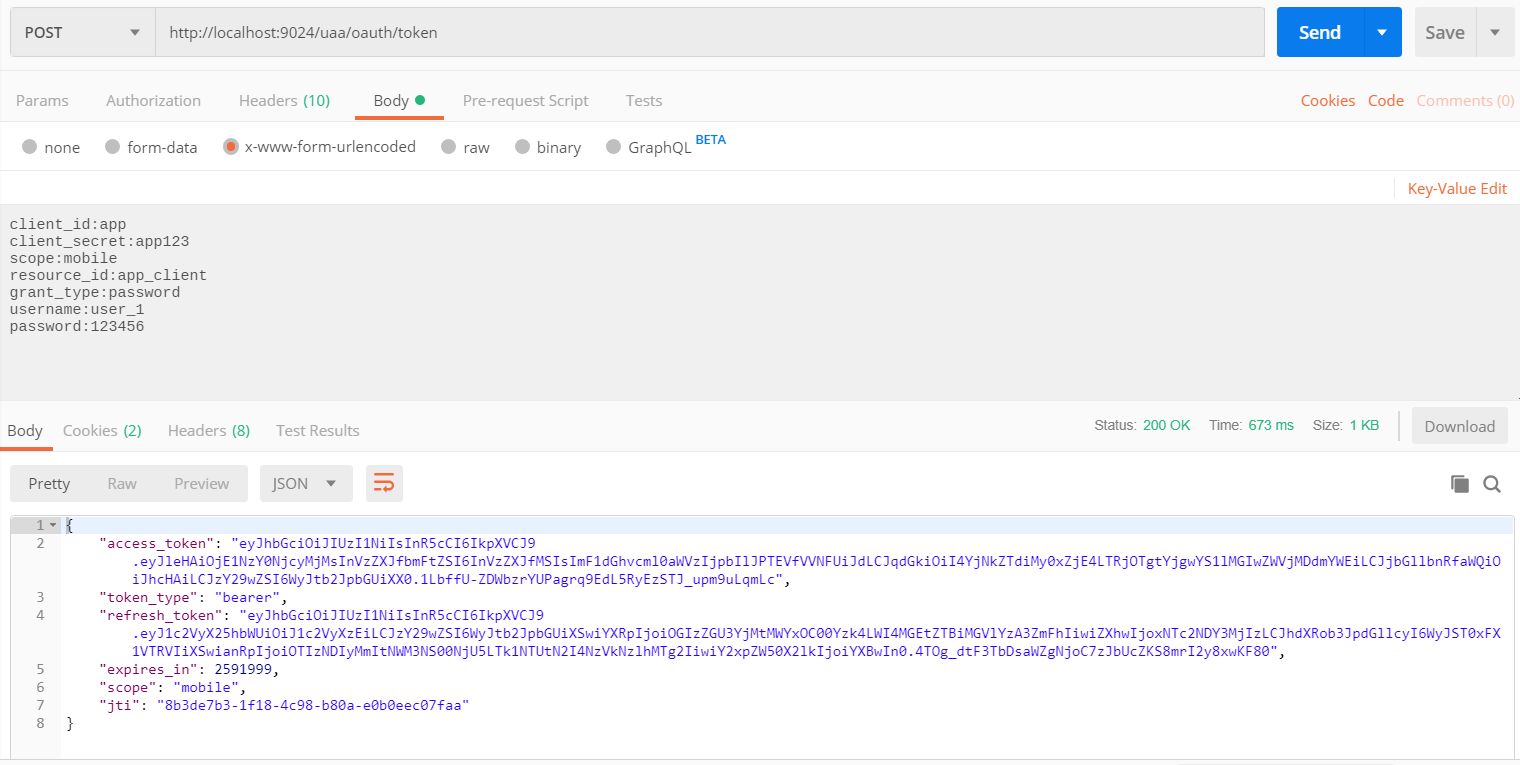 POST http://localhost:9024/uaa/oauth/token Send Save
Params Authorization Headers (10) Body Pre-request Script Tests Cookies Code Comments (0)
none form-data x-www-form-urlencoded raw binary GraphQL BETA
Key-Value Edit
client_id:app
client_secret:app123
scope:mobile
resource_id:app_client
grant_type:password
username:user_1
password:123456
Body Cookies (2) Headers (8) Test Results Status: 200 OK Time: 673 ms Size: 1 KB Download
Pretty Raw Preview JSON
1 {
2 "access_token": "eyJhbGciOiJIUzI1NiIsInR5cCI6IkpXVCJ9
.eyJleHAiOjE1NzY0NjcyMjMsInVzZXJfbmFtZSI6InVzZXJfMSIsImF1dGhvcml0aWVzIjpbIlJPTEVfVVNFUiJdLCJqdGkiOiI4YjNkZTdiMy0xZjE4LTRjOTgtYjgwYS1lMGIwZWVjMDdmYWEiLCJjbGllbnRfaWQiO
iJhcHAiLCJzY29wZSI6WyJtb2JpbGUiXX0.1LbffU-ZDWbzrYUPagrq9EdL5RyEzSTJ_upm9uLqmLc",
3 "token_type": "bearer",
4 "refresh_token": "eyJhbGciOiJIUzI1NiIsInR5cCI6IkpXVCJ9
.eyJ1c2VyX25hbWUiOiJ1c2VyXzEiLCJzY29wZSI6WyJtb2JpbGUiXSwiYXRpIjoiOGIzZGU3YjMtMWYxOC00Yzk4LWI4MGEtZTBiMGVlYzA3ZmFhIiwiZXhwIjoxNTc2NDY3MjIzLCJhdXRob3JpdGllcyI6WyJST0xFX
1VTRVIiXSwianRpIjoiOTIzNDIyMmItNWM3NS00NjU5LTk1NTUtN2I4NzVkNzlhMTg2IiwiY2xpZW50X2lkIjoiYXBwIn0.4TOg_dtF3TbDsaWZgNjoC7zJbUcZKS8mrI2y8xwKF80",
5 "expires_in": 2591999,
6 "scope": "mobile",
7 "jti": "8b3de7b3-1f18-4c98-b80a-e0b0eec07faa"
8 }